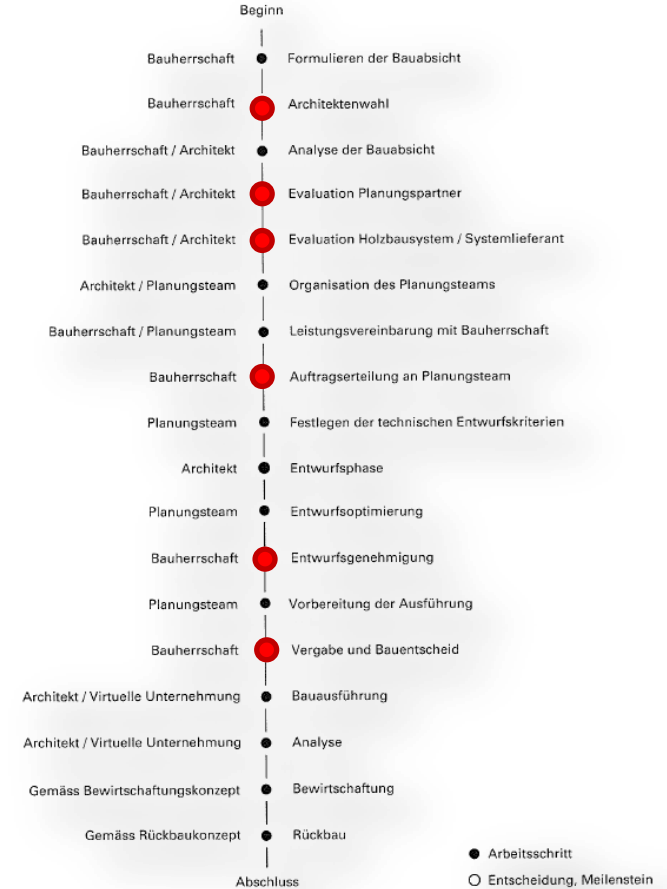 Beginn
Bauherrschaft Formulieren der Bauabsicht
Bauherrschaft Architektenwahl
Bauherrschaft / Architekt Analyse der Bauabsicht
Bauherrschaft / Architekt Evaluation Planungspartner
Bauherrschaft / Architekt Evaluation Holzbausystem / Systemlieferant
Architekt / Planungsteam Organisation des Planungsteams
Bauherrschaft / Planungsteam Leistungsvereinbarung mit Bauherrschaft
Bauherrschaft Auftragserteilung an Planungsteam
Planungsteam Festlegen der technischen Entwurfskriterien
Architekt Entwurfsphase
Planungsteam Entwurfsoptimierung
Bauherrschaft Entwurfsgenehmigung
Planungsteam Vorbereitung der Ausführung
Bauherrschaft Vergabe und Bauentscheid
Architekt / Virtuelle Unternehmung Bauausführung
Architekt / Virtuelle Unternehmung Analyse
Gemäss Bewirtschaftungskonzept Bewirtschaftung
Gemäss Rückbaukonzept Rückbau
Abschluss
Arbeitsschritt
Entscheidung, Meilenstein